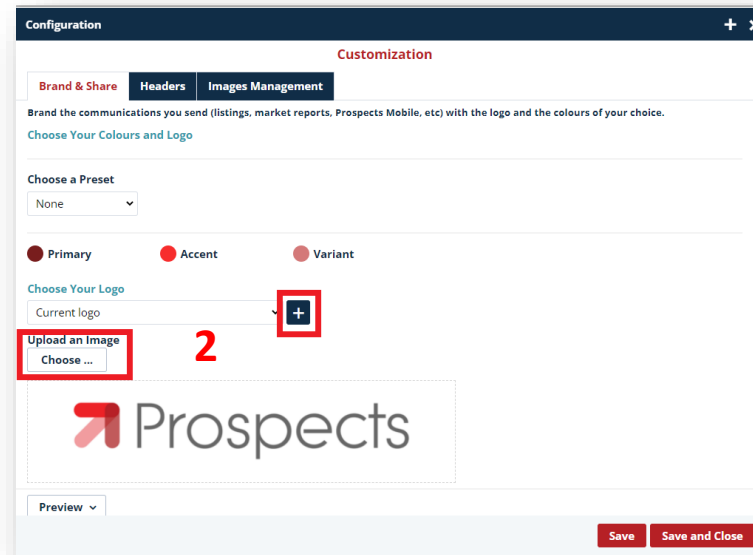 Configuration
Customization
Brand & Share Headers Images Management
Brand the communications you send (listings, market reports, Prospects Mobile, etc) with the logo and the colours of your choice.
Choose Your Colours and Logo
Choose a Preset
None
Primary Accent Variant
Choose Your Logo
Current logo +
Upload an Image
2
Choose ...
Prospects
Preview
Save Save and Close